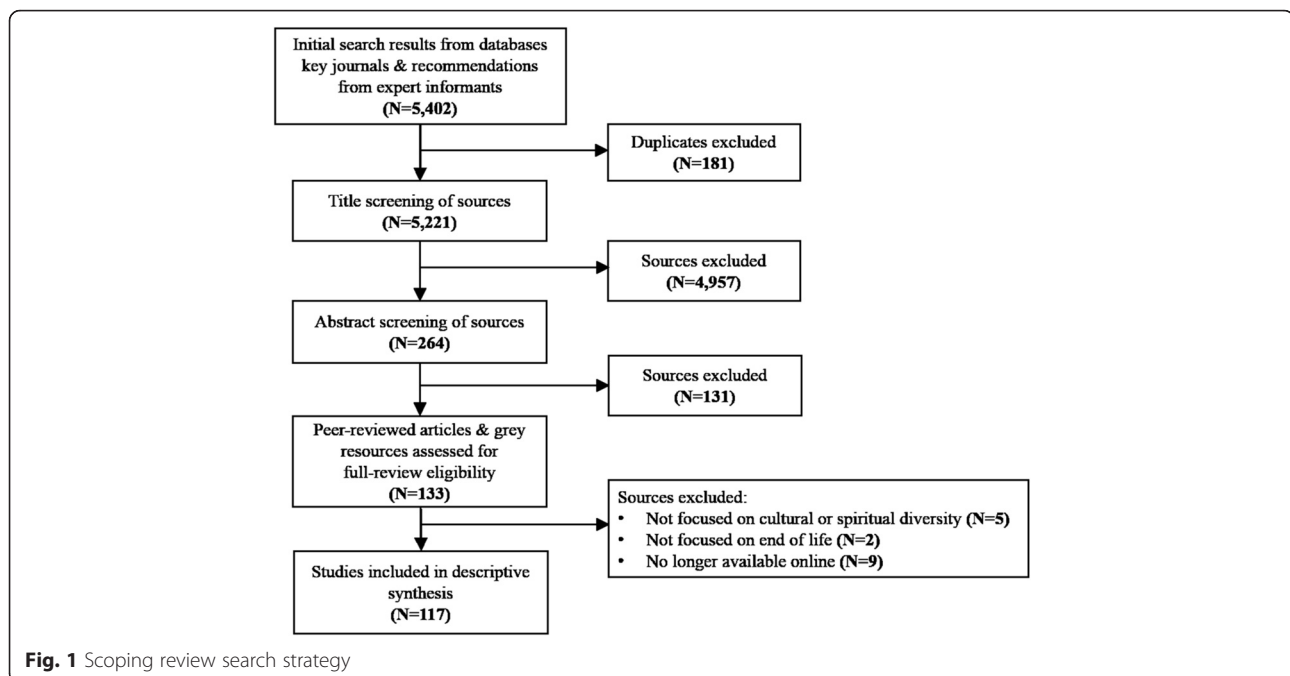 Initial search results from databases
key journals & recommendations
from expert informants
(N=5,402)
Duplicates excluded
(N=181)
Title screening of sources
(N=5,221)
Sources excluded
(N=4,957)
Abstract screening of sources
(N=264)
Sources excluded
(N=131)
Peer-reviewed articles & grey
resources assessed for
full-review eligibility
(N=133)
Sources excluded:
• Not focused on cultural or spiritual diversity (N=5)
• Not focused on end of life (N=2)
• No longer available online (N=9)
Studies included in descriptive
synthesis
(N=117)
Fig. 1 Scoping review search strategy